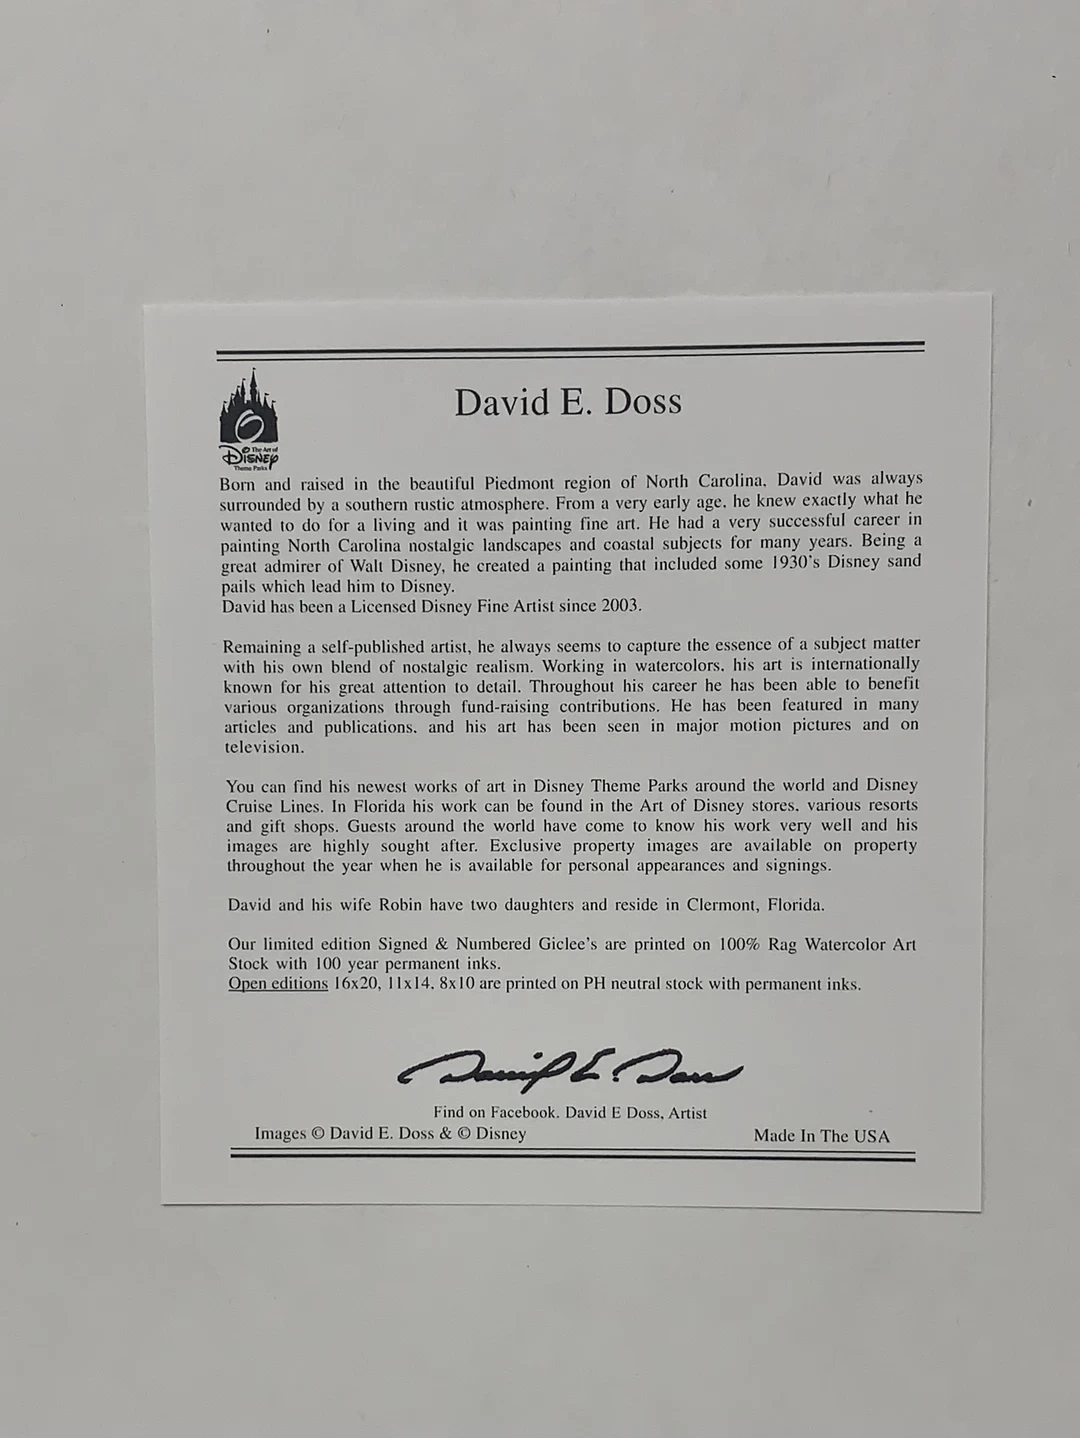 David E. Doss
The Art of
Disney
Theme Parks
Born and raised in the beautiful Piedmont region of North Carolina, David was always
surrounded by a southern rustic atmosphere. From a very early age, he knew exactly what he
wanted to do for a living and it was painting fine art. He had a very successful career in
painting North Carolina nostalgic landscapes and coastal subjects for many years. Being a
great admirer of Walt Disney, he created a painting that included some 1930's Disney sand
pails which lead him to Disney.
David has been a Licensed Disney Fine Artist since 2003.
Remaining a self-published artist, he always seems to capture the essence of a subject matter
with his own blend of nostalgic realism. Working in watercolors, his art is internationally
known for his great attention to detail. Throughout his career he has been able to benefit
various organizations through fund-raising contributions. He has been featured in many
articles and publications, and his art has been seen in major motion pictures and on
television.
You can find his newest works of art in Disney Theme Parks around the world and Disney
Cruise Lines. In Florida his work can be found in the Art of Disney stores, various resorts
and gift shops. Guests around the world have come to know his work very well and his
images are highly sought after. Exclusive property images are available on property
throughout the year when he is available for personal appearances and signings.
David and his wife Robin have two daughters and reside in Clermont, Florida.
Our limited edition Signed & Numbered Giclee's are printed on 100% Rag Watercolor Art
Stock with 100 year permanent inks.
Open editions 16x20, 11x14, 8x10 are printed on PH neutral stock with permanent inks.
David E. Doss
Find on Facebook. David E Doss, Artist
Images © David E. Doss & © Disney Made In The USA